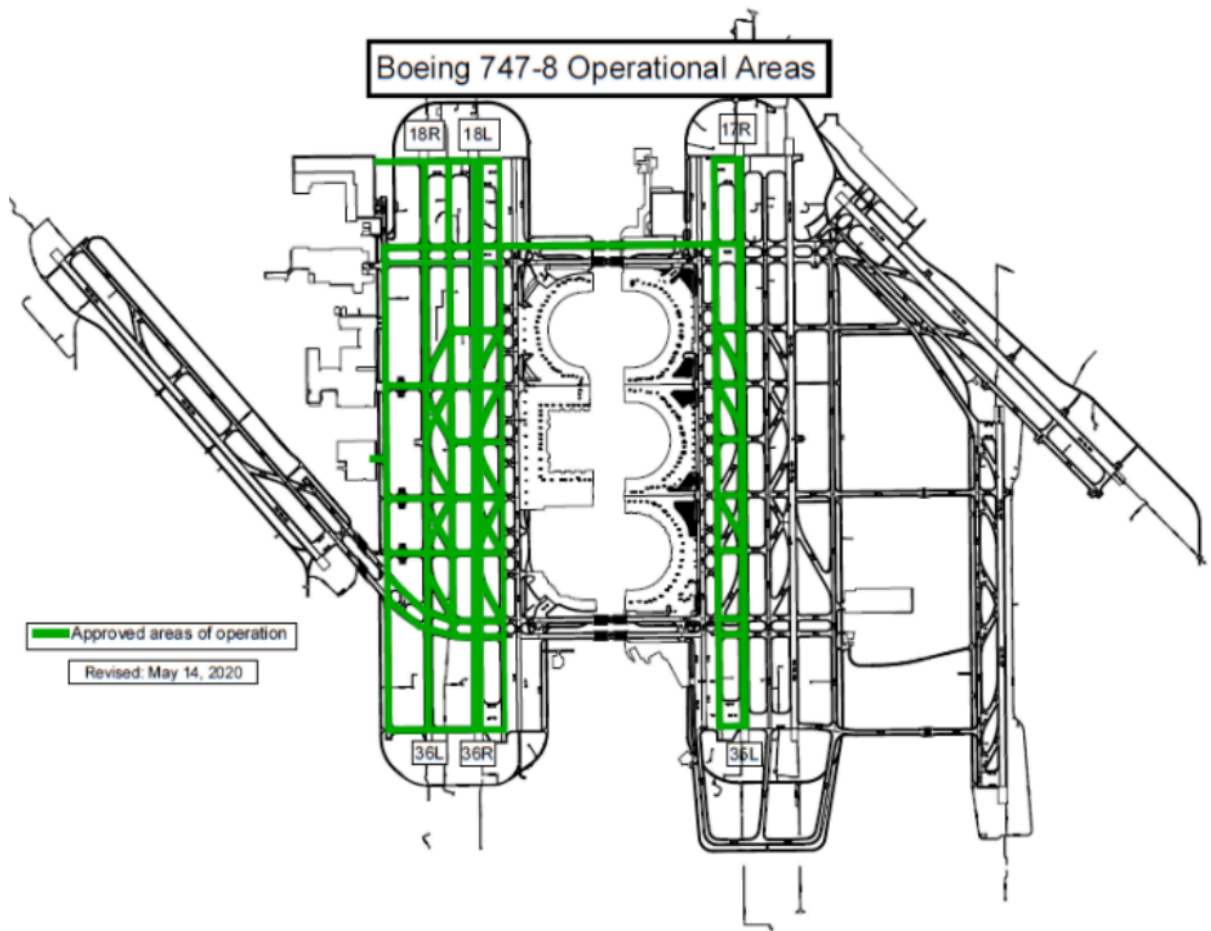 Boeing 747-8 Operational Areas
18R
18L
17R
Approved areas of operation
Revised: May 14, 2020
36L
36R
35L